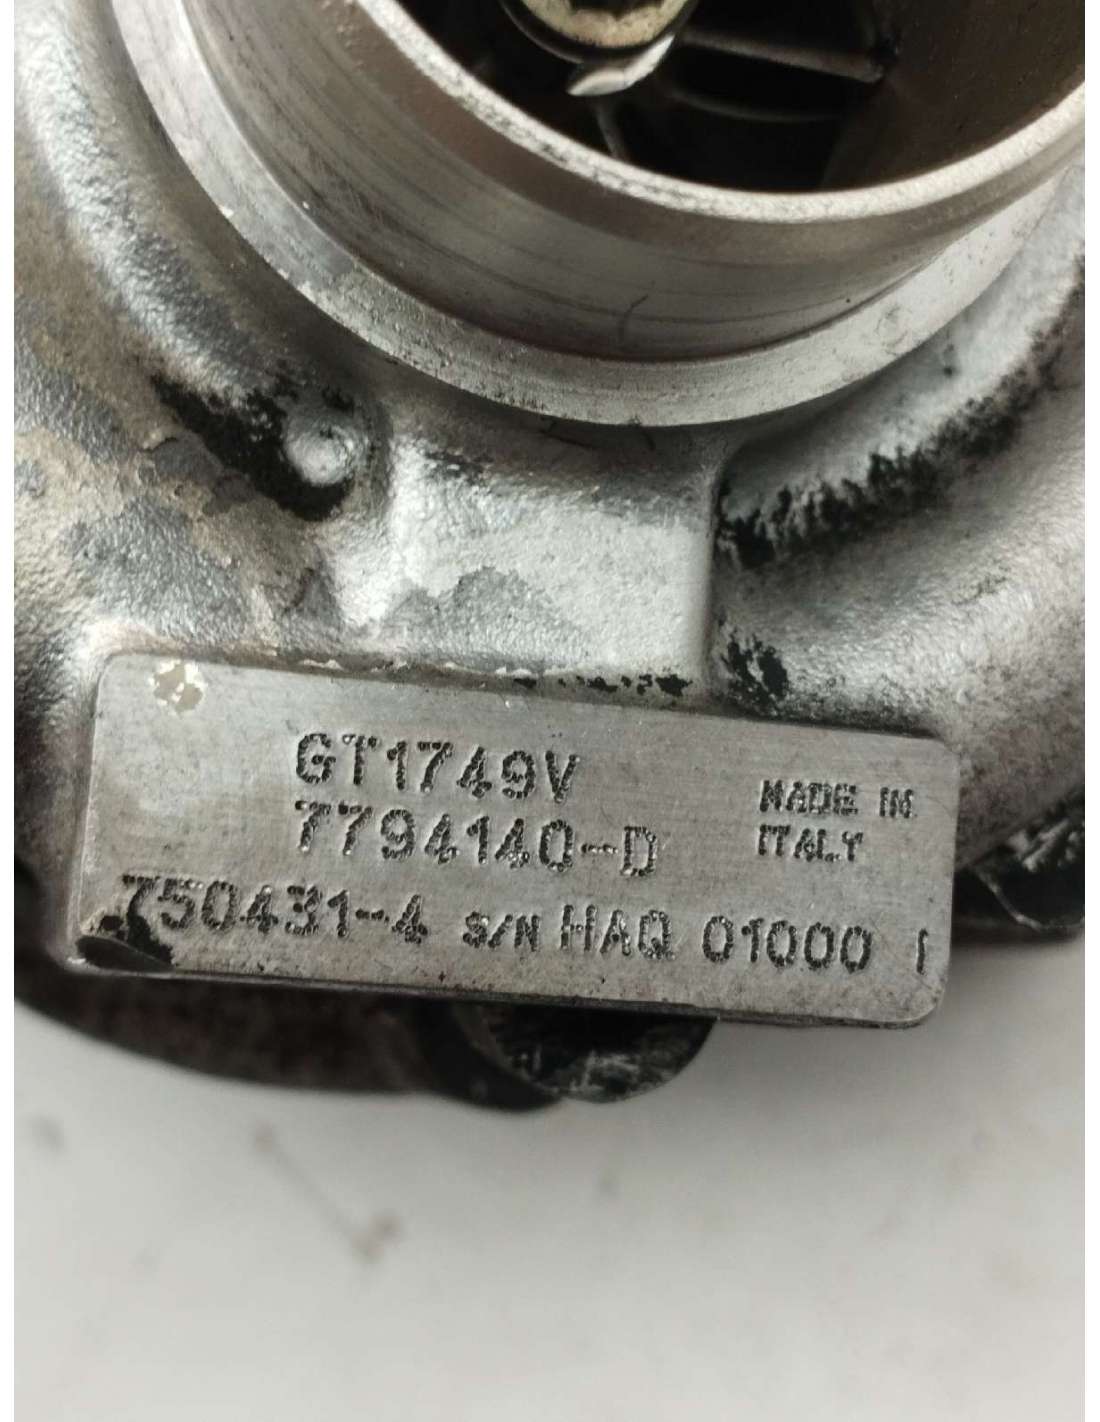 GT1749V
7794140-D
MADE IN
ITALY
750431-4 S/N HAQ 01000 I